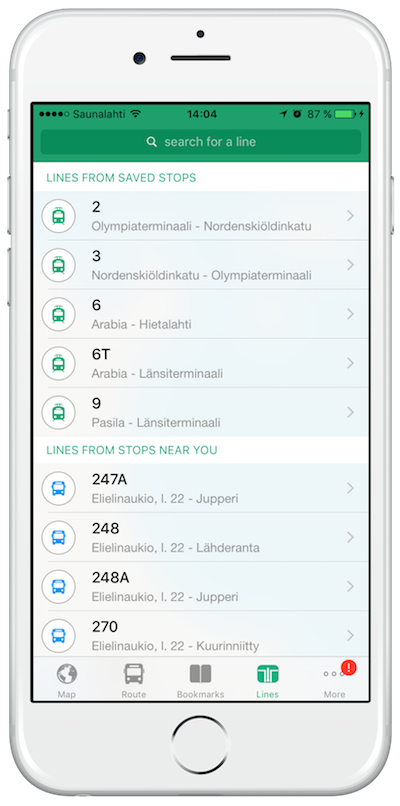 Saunalahti 14:04 87 %
search for a line
LINES FROM SAVED STOPS
2
Olympiaterminaali - Nordenskiöldinkatu
3
Nordenskiöldinkatu - Olympiaterminaali
6
Arabia - Hietalahti
6T
Arabia - Länsiterminaali
9
Pasila - Länsiterminaali
LINES FROM STOPS NEAR YOU
247A
Elielinaukio, l. 22 - Jupperi
248
Elielinaukio, l. 22 - Lähderanta
248A
Elielinaukio, l. 22 - Jupperi
270
Elielinaukio, l. 22 - Kuurinniitty
!
Map Route Bookmarks Lines More